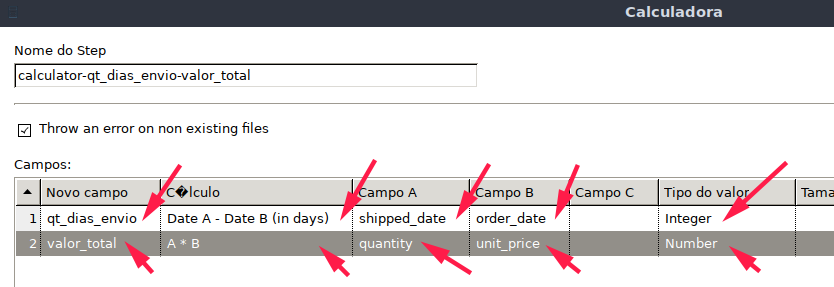 Calculadora
Nome do Step
calculator-qt_dias_envio-valor_total
Throw an error on non existing files
Campos:
Novo campo C�lculo Campo A Campo B Campo C Tipo do valor Tama
1 qt_dias_envio Date A - Date B (in days) shipped_date order_date Integer
2 valor_total A * B quantity unit_price Number